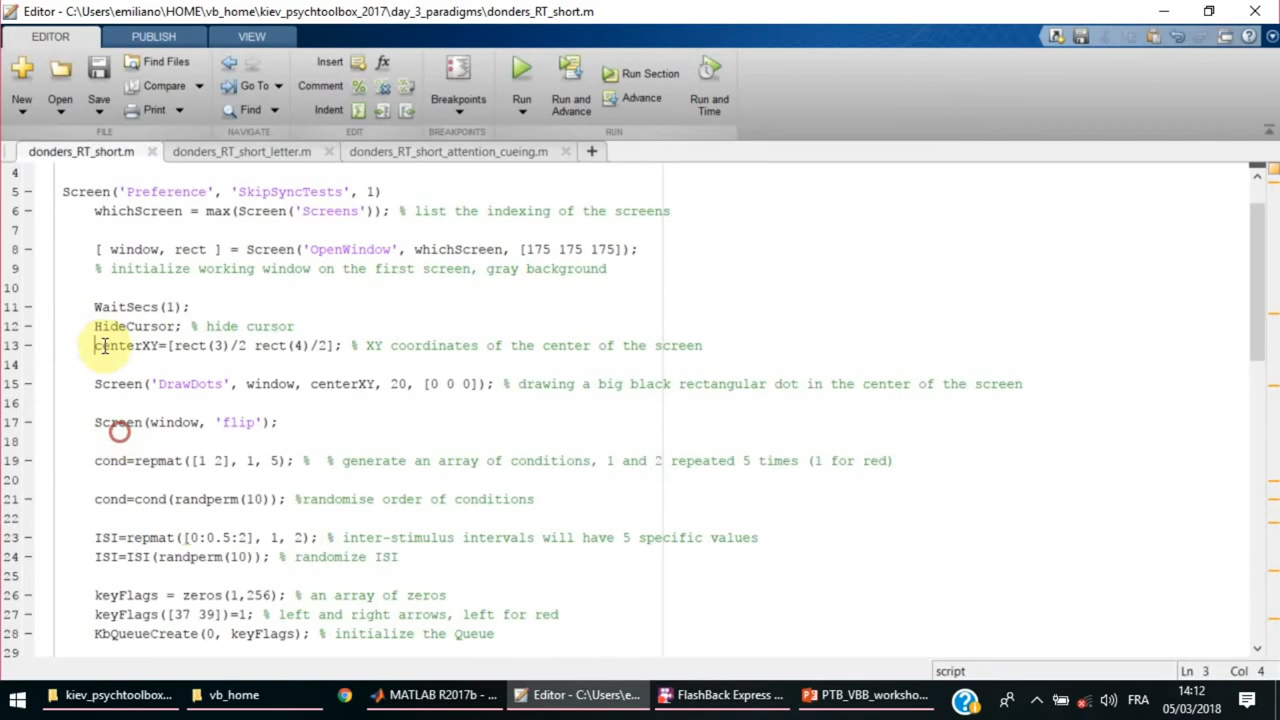 Editor - C:\Users\emiliano\HOME\vb_home\kiev_psychtoolbox_2017\day_3_paradigms\donders_RT_short.m
EDITOR PUBLISH VIEW
New Open Save Find Files Compare Print
Go To Find
Insert fx
Comment %
Indent
Breakpoints
Run Run and Advance Run Section Advance Run and Time
FILE NAVIGATE EDIT BREAKPOINTS RUN
donders_RT_short.m donders_RT_short_letter.m donders_RT_short_attention_cueing.m
4
5 Screen('Preference', 'SkipSyncTests', 1)
6 whichScreen = max(Screen('Screens')); % list the indexing of the screens
7
8 [ window, rect ] = Screen('OpenWindow', whichScreen, [175 175 175]);
9 % initialize working window on the first screen, gray background
10
11 WaitSecs(1);
12 HideCursor; % hide cursor
13 centerXY=[rect(3)/2 rect(4)/2]; % XY coordinates of the center of the screen
14
15 Screen('DrawDots', window, centerXY, 20, [0 0 0]); % drawing a big black rectangular dot in the center of the screen
16
17 Screen(window, 'flip');
18
19 cond=repmat([1 2], 1, 5); % % generate an array of conditions, 1 and 2 repeated 5 times (1 for red)
20
21 cond=cond(randperm(10)); %randomise order of conditions
22
23 ISI=repmat([0:0.5:2], 1, 2); % inter-stimulus intervals will have 5 specific values
24 ISI=ISI(randperm(10)); % randomize ISI
25
26 keyFlags = zeros(1,256); % an array of zeros
27 keyFlags([37 39])=1; % left and right arrows, left for red
28 KbQueueCreate(0, keyFlags); % initialize the Queue
29
script Ln 3 Col 4
kiev_psychtoolbox... vb_home MATLAB R2017b - ... Editor - C:\Users\e... FlashBack Express ... PTB_VBB_worksho... FRA 14:12
05/03/2018